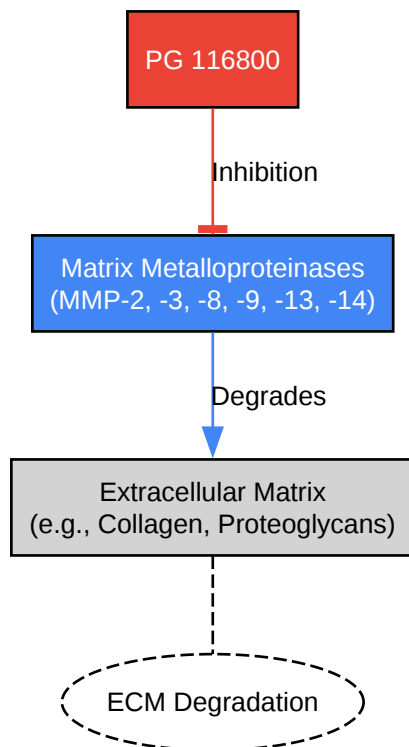 PG 116800
Inhibition
Matrix Metalloproteinases
(MMP-2, -3, -8, -9, -13, -14)
Degrades
Extracellular Matrix
(e.g., Collagen, Proteoglycans)
ECM Degradation